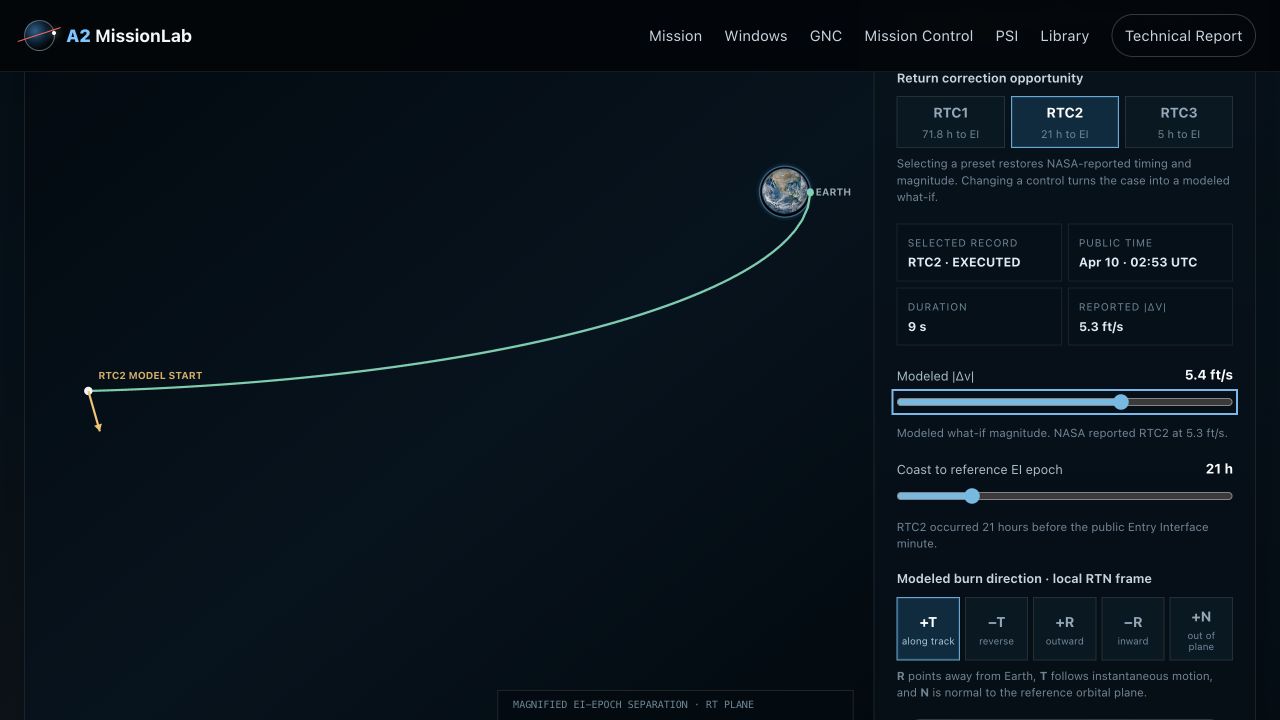 A2 MissionLab
Mission Windows GNC Mission Control PSI Library Technical Report
Return correction opportunity
RTC1 RTC2 RTC3
71.8 h to EI 21 h to EI 5 h to EI
Selecting a preset restores NASA-reported timing and
magnitude. Changing a control turns the case into a modeled
what-if.
EARTH
SELECTED RECORD PUBLIC TIME
RTC2 · EXECUTED Apr 10 · 02:53 UTC
DURATION REPORTED |ΔV|
9 s 5.3 ft/s
RTC2 MODEL START
Modeled |Δv| 5.4 ft/s
Modeled what-if magnitude. NASA reported RTC2 at 5.3 ft/s.
Coast to reference EI epoch 21 h
RTC2 occurred 21 hours before the public Entry Interface
minute.
Modeled burn direction · local RTN frame
+T −T +R −R +N
along track reverse outward inward out of
plane
R points away from Earth, T follows instantaneous motion,
and N is normal to the reference orbital plane.
MAGNIFIED EI-EPOCH SEPARATION · RT PLANE